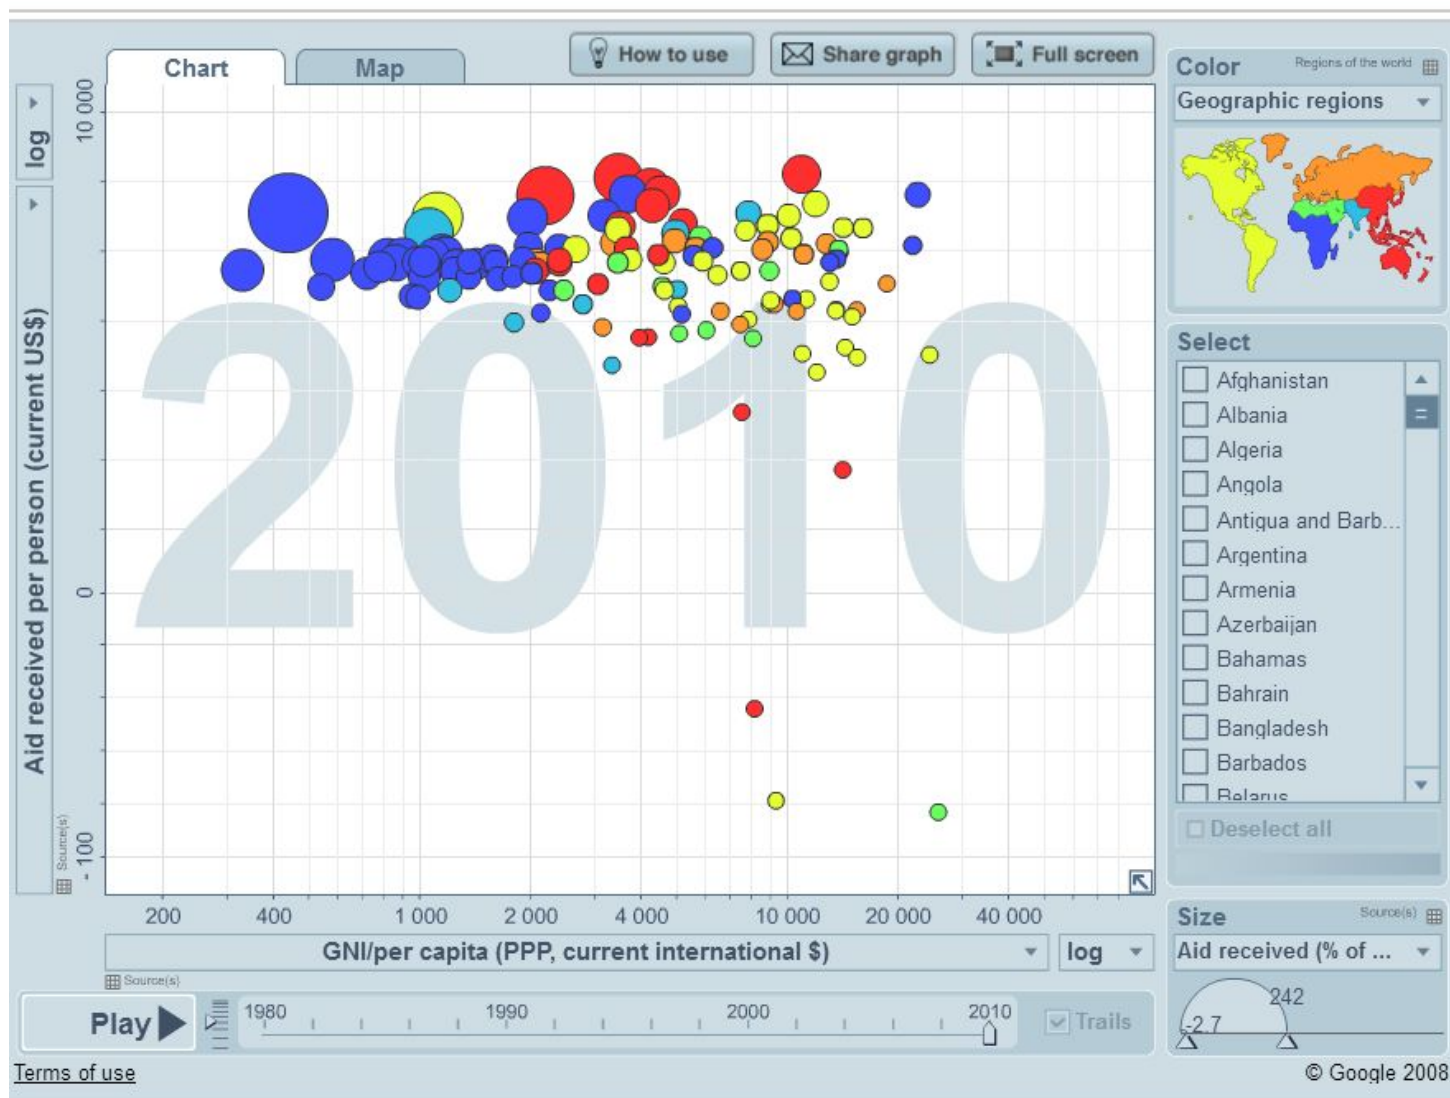 Chart
Map
How to use
Share graph
Full screen
Color
Regions of the world
Geographic regions
log
Aid received per person (current US$)
Source(s)
10 000
0
- 100
2010
Select
Afghanistan
Albania
Algeria
Angola
Antigua and Barb...
Argentina
Armenia
Azerbaijan
Bahamas
Bahrain
Bangladesh
Barbados
Belarus
Deselect all
200 400 1 000 2 000 4 000 10 000 20 000 40 000
GNI/per capita (PPP, current international $)
log
Source(s)
Size
Source(s)
Aid received (% of ...
242
-2.7
Play
1980 1990 2000 2010
Trails
Terms of use
© Google 2008